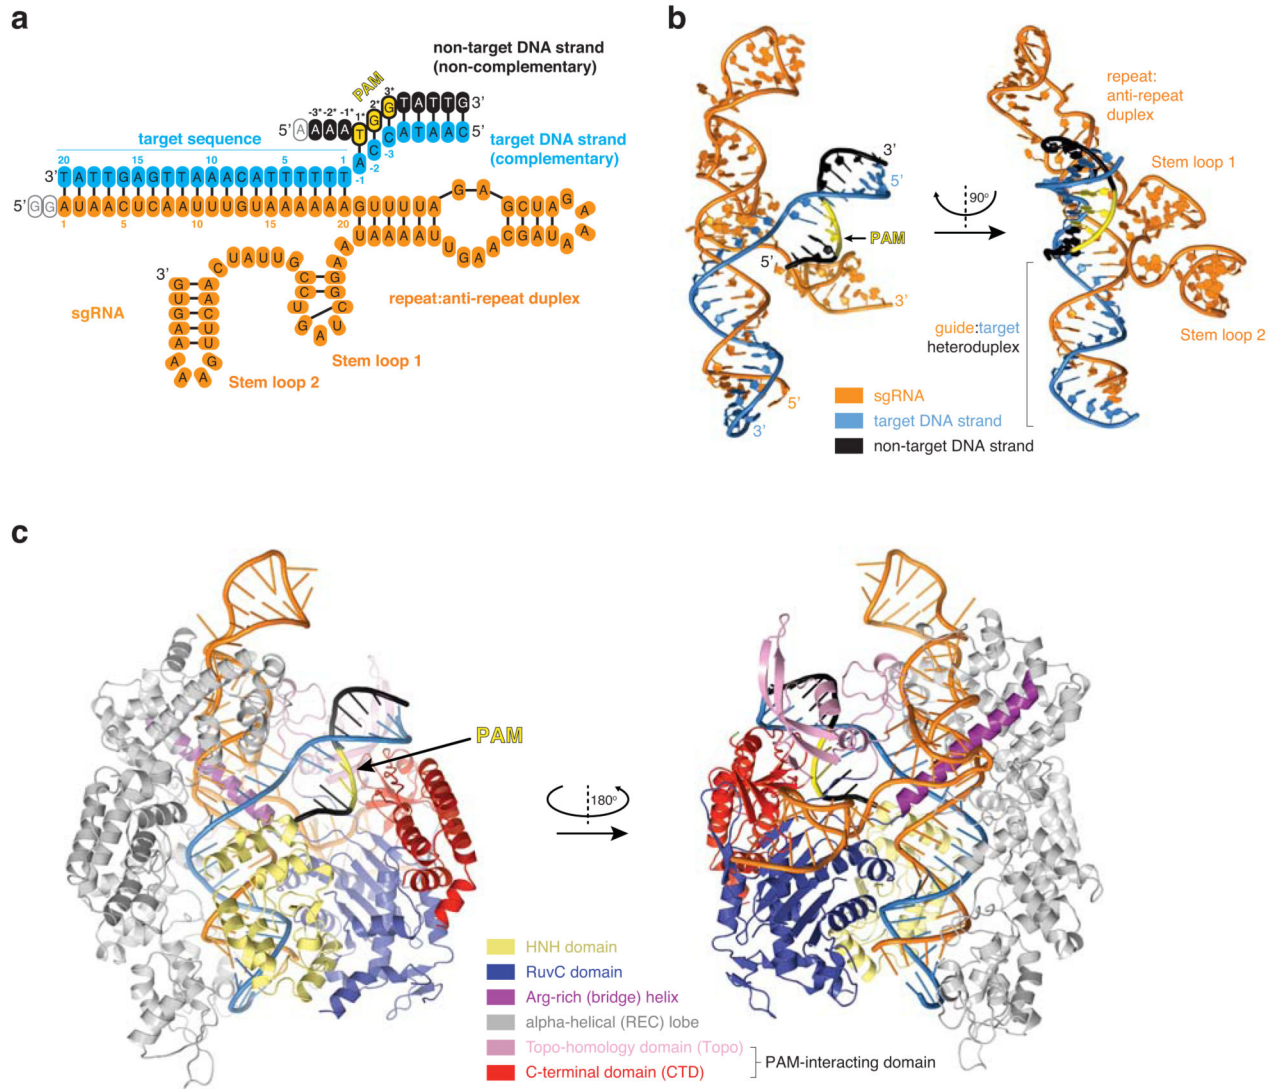 a
non-target DNA strand
(non-complementary)
PAM
-3* -2* -1* 1* 2* 3*
5' A A A A T G G T A T T G 3'
target sequence
target DNA strand
(complementary)
20 15 10 5 1
-1 -2 -3
A C C A T A A C 5'
3' T A T T G A G T T A A A C A T T T T T T
5' G G A U A A C U C A A U U U G U A A A A A A G U U U U A G A G C U A G A A A
1 5 10 15 20
U A A A A U U G A A C G A U
A
C U A U U G C C U G A U C G G A A
3'
G U G A A A A A G U U C A A
sgRNA
repeat:anti-repeat duplex
Stem loop 1
Stem loop 2
b
3'
5'
PAM
5'
3'
5'
3'
90º
repeat:
anti-repeat
duplex
Stem loop 1
Stem loop 2
guide:target
heteroduplex
sgRNA
target DNA strand
non-target DNA strand
c
PAM
180º
HNH domain
RuvC domain
Arg-rich (bridge) helix
alpha-helical (REC) lobe
Topo-homology domain (Topo)
C-terminal domain (CTD)
PAM-interacting domain